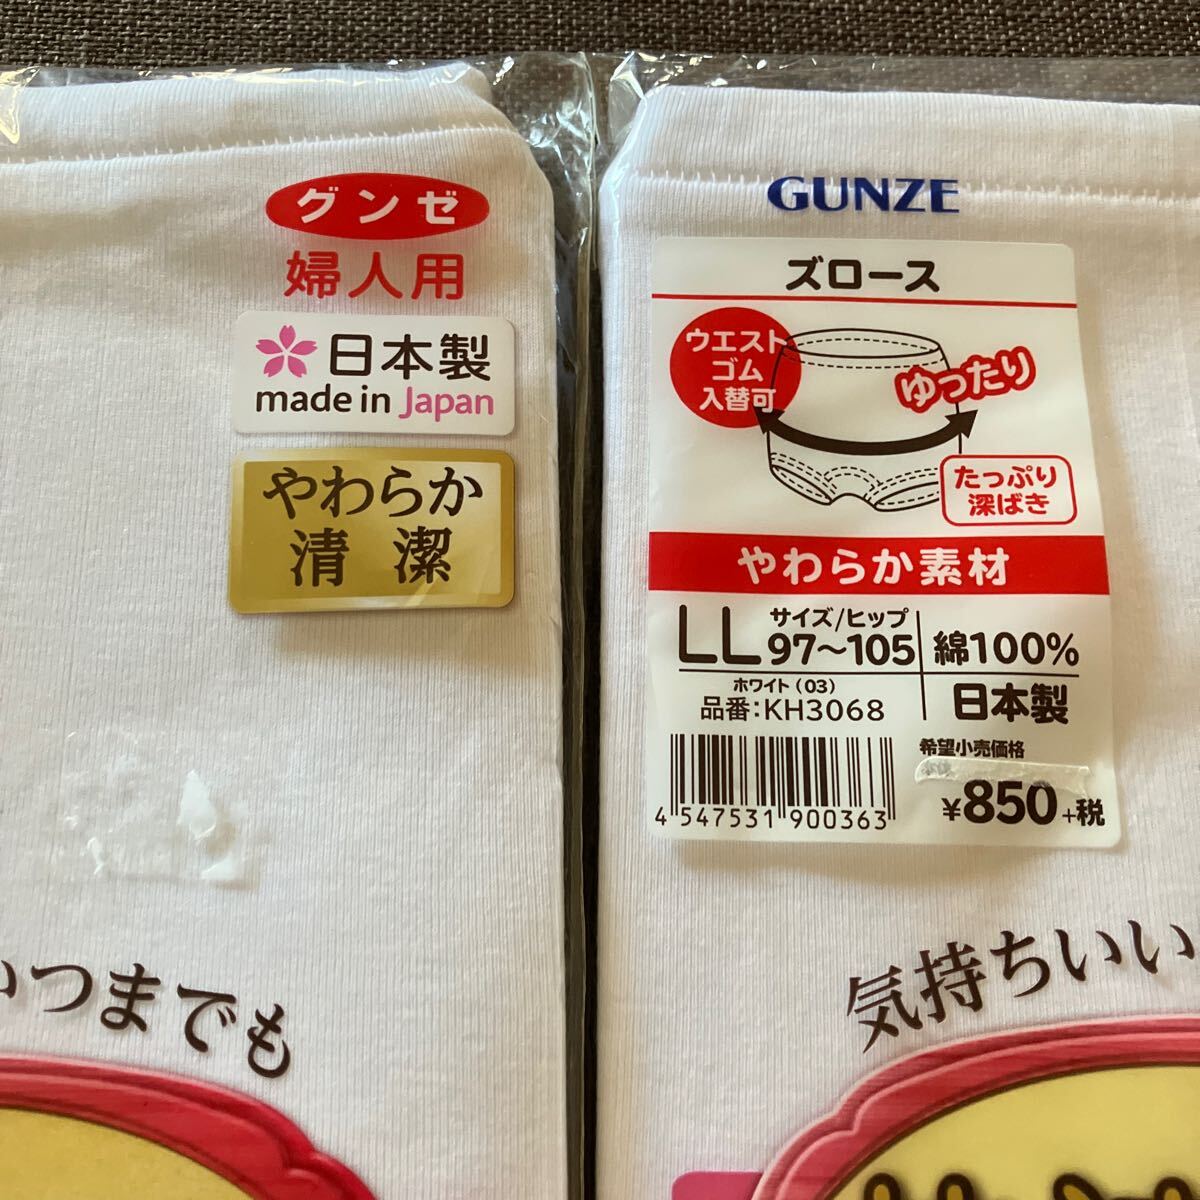 グンゼ
婦人用
日本製
made in Japan
やわらか
清潔
いつまでも
GUNZE
ズロース
ウエスト
ゴム
入替可
ゆったり
たっぷり
深ばき
やわらか素材
LL
サイズ/ヒップ
97～105
綿100%
ホワイト(03)
品番:KH3068
日本製
希望小売価格
¥850+税
4 547531 900363
気持ちいい